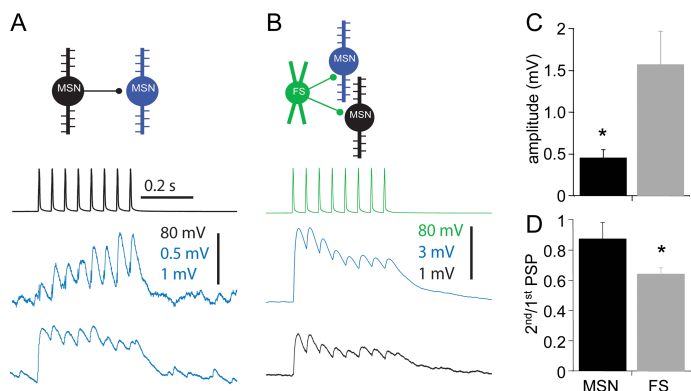 A
MSN
MSN
0.2 s
80 mV
0.5 mV
1 mV
B
MSN
FS
MSN
80 mV
3 mV
1 mV
C
amplitude (mV)
2
1.5
1
0.5
0
*
D
2nd/1st PSP
1
0.8
0.6
0.4
0.2
0
*
MSN
FS